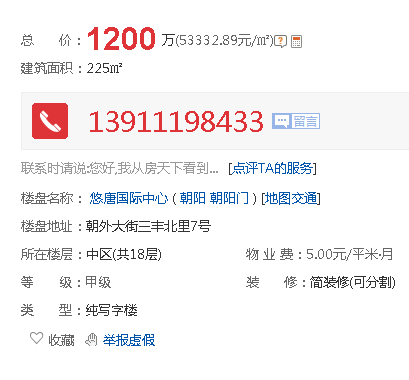 总 价：1200 万(53332.89元/㎡)
建筑面积：225㎡
13911198433 留言
联系时请说:您好,我从房天下看到... [点评TA的服务]
楼盘名称： 悠唐国际中心 ( 朝阳 朝阳门 ) [地图交通]
楼盘地址：朝外大街三丰北里7号
所在楼层：中区(共18层) 物 业 费：5.00元/平米·月
等 级：甲级 装 修：简装修(可分割)
类 型：纯写字楼
收藏 举报虚假